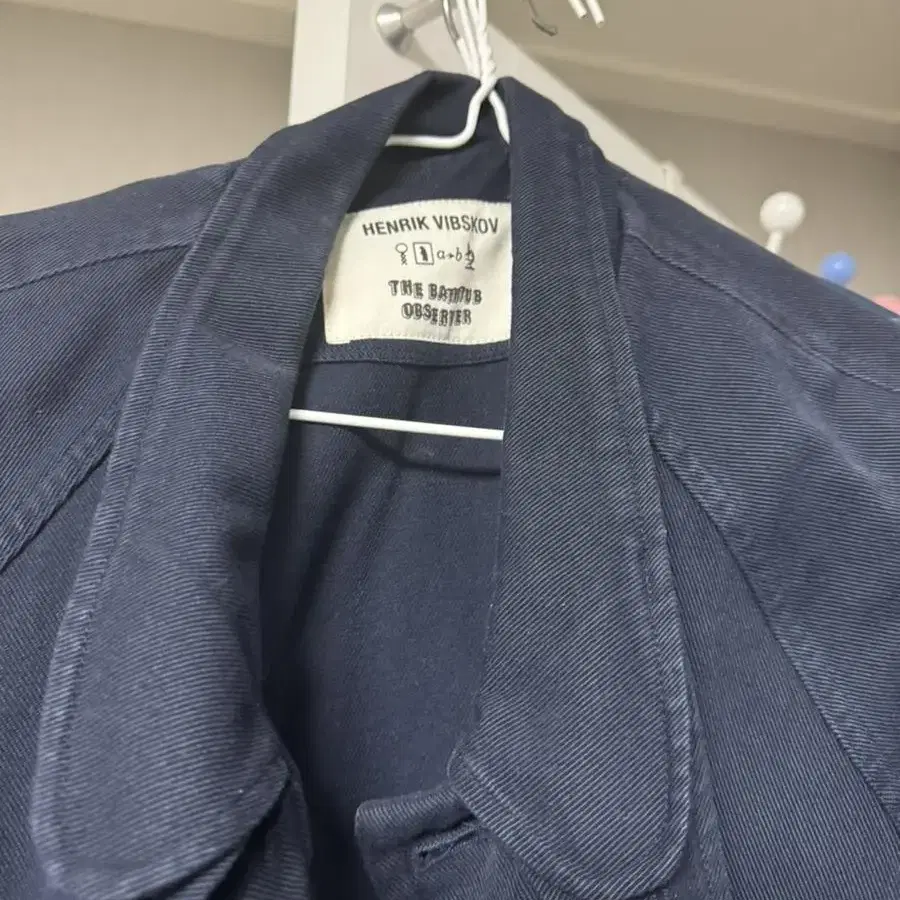 HENRIK VIBSKOV
a→b
THE BATHTUB
OBSERVER